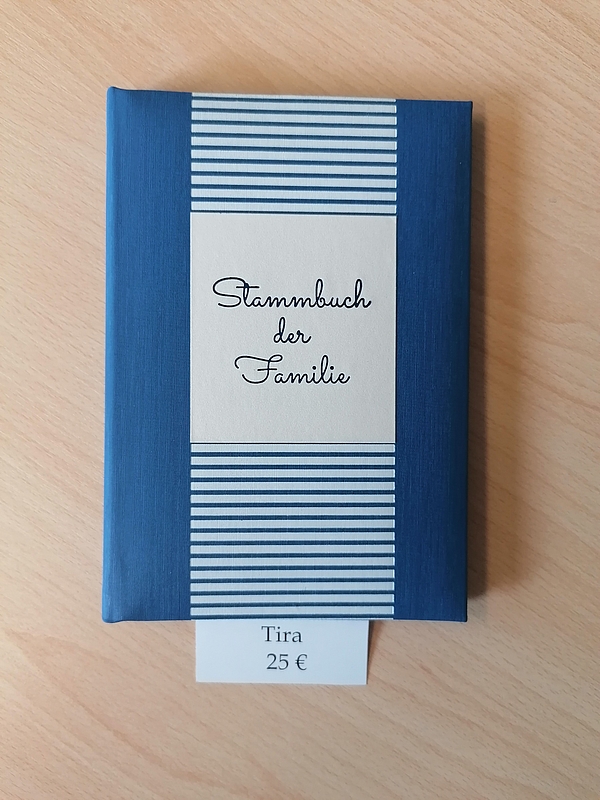 Stammbuch
der
Familie
Tira
25 €